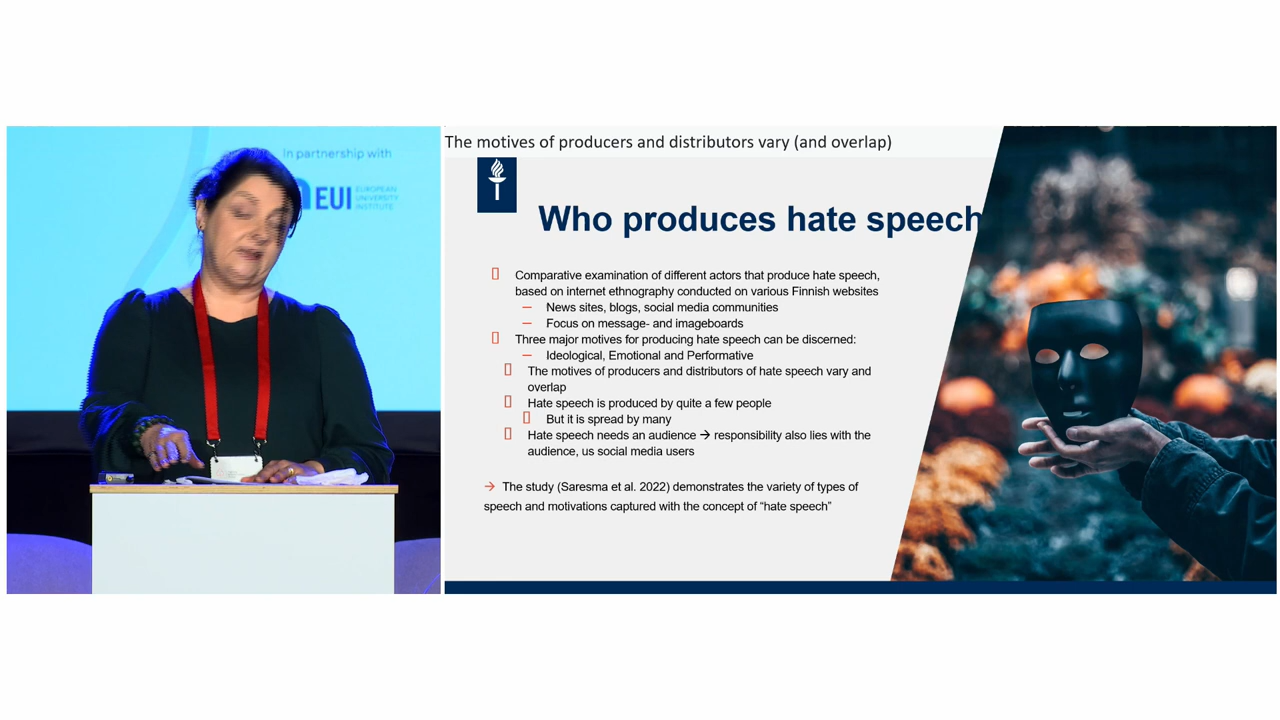 In partnership with
EUI
EUROPEAN
UNIVERSITY
INSTITUTE
The motives of producers and distributors vary (and overlap)
Who produces hate speech
Comparative examination of different actors that produce hate speech,
based on internet ethnography conducted on various Finnish websites
– News sites, blogs, social media communities
– Focus on message- and imageboards
Three major motives for producing hate speech can be discerned:
– Ideological, Emotional and Performative
The motives of producers and distributors of hate speech vary and
overlap
Hate speech is produced by quite a few people
But it is spread by many
Hate speech needs an audience → responsibility also lies with the
audience, us social media users
→ The study (Saresma et al. 2022) demonstrates the variety of types of
speech and motivations captured with the concept of “hate speech”